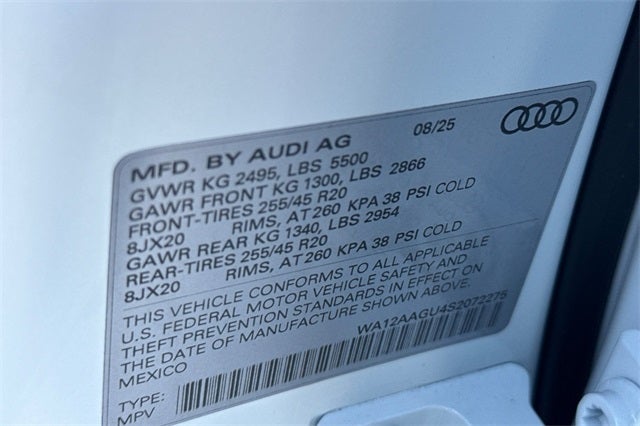 MFD. BY AUDI AG 08/25
GVWR KG 2495, LBS 5500
GAWR FRONT KG 1300, LBS 2866
FRONT-TIRES 255/45 R20
8JX20 RIMS, AT 260 KPA 38 PSI COLD
GAWR REAR KG 1340, LBS 2954
REAR-TIRES 255/45 R20
8JX20 RIMS, AT 260 KPA 38 PSI COLD
THIS VEHICLE CONFORMS TO ALL APPLICABLE
U.S. FEDERAL MOTOR VEHICLE SAFETY AND
THEFT PREVENTION STANDARDS IN EFFECT ON
THE DATE OF MANUFACTURE SHOWN ABOVE.
MEXICO WA12AAGU4S2072275
TYPE:
MPV